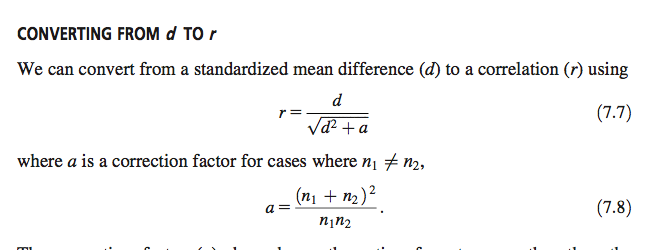 CONVERTING FROM d TO r
We can convert from a standardized mean difference (d) to a correlation (r) using
r = d / √(d² + a) (7.7)
where a is a correction factor for cases where n₁ ≠ n₂,
a = (n₁ + n₂)² / n₁n₂. (7.8)